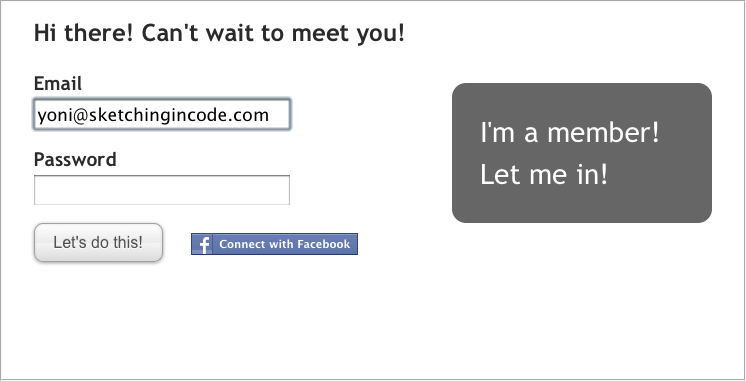 Hi there! Can't wait to meet you!
Email
yoni@sketchingincode.com
Password
Let's do this!
f Connect with Facebook
I'm a member!
Let me in!